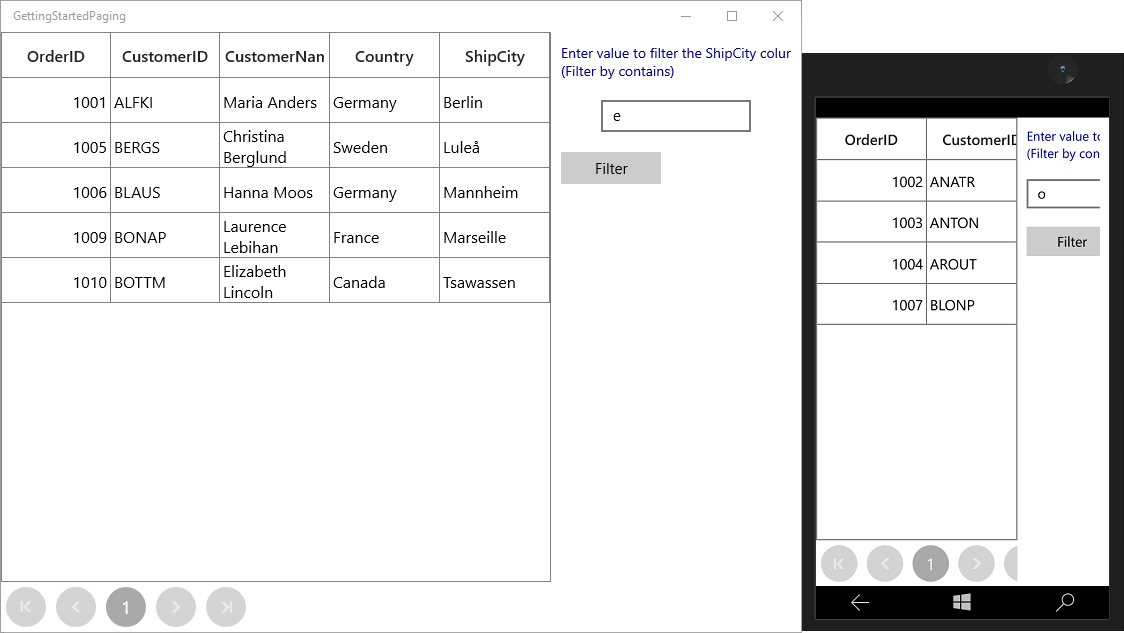 GettingStartedPaging
OrderID CustomerID CustomerNan Country ShipCity
1001 ALFKI Maria Anders Germany Berlin
1005 BERGS Christina Berglund Sweden Luleå
1006 BLAUS Hanna Moos Germany Mannheim
1009 BONAP Laurence Lebihan France Marseille
1010 BOTTM Elizabeth Lincoln Canada Tsawassen
1
Enter value to filter the ShipCity colur
(Filter by contains)
e
Filter
OrderID CustomerID
1002 ANATR
1003 ANTON
1004 AROUT
1007 BLONP
1
Enter value to
(Filter by con
o
Filter